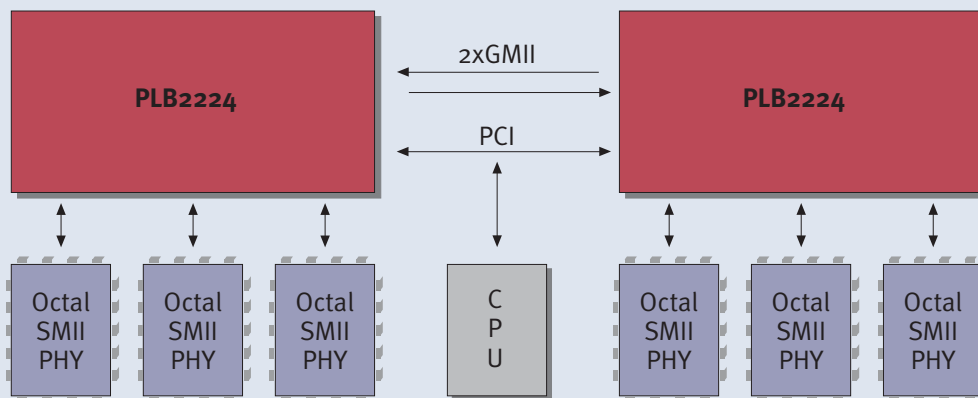 2xGMII
PLB2224
PLB2224
PCI
Octal
SMII
PHY
Octal
SMII
PHY
Octal
SMII
PHY
C
P
U
Octal
SMII
PHY
Octal
SMII
PHY
Octal
SMII
PHY